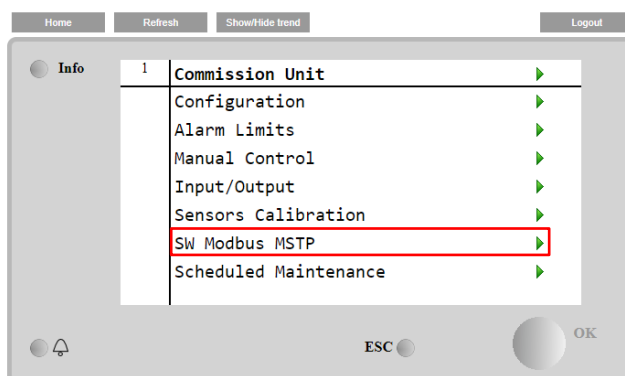 Home Refresh Show/Hide trend Logout
Info 1 Commission Unit
Configuration
Alarm Limits
Manual Control
Input/Output
Sensors Calibration
SW Modbus MSTP
Scheduled Maintenance
ESC OK